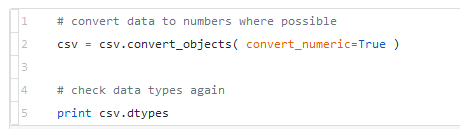 1 # convert data to numbers where possible
2 csv = csv.convert_objects( convert_numeric=True )
3
4 # check data types again
5 print csv.dtypes